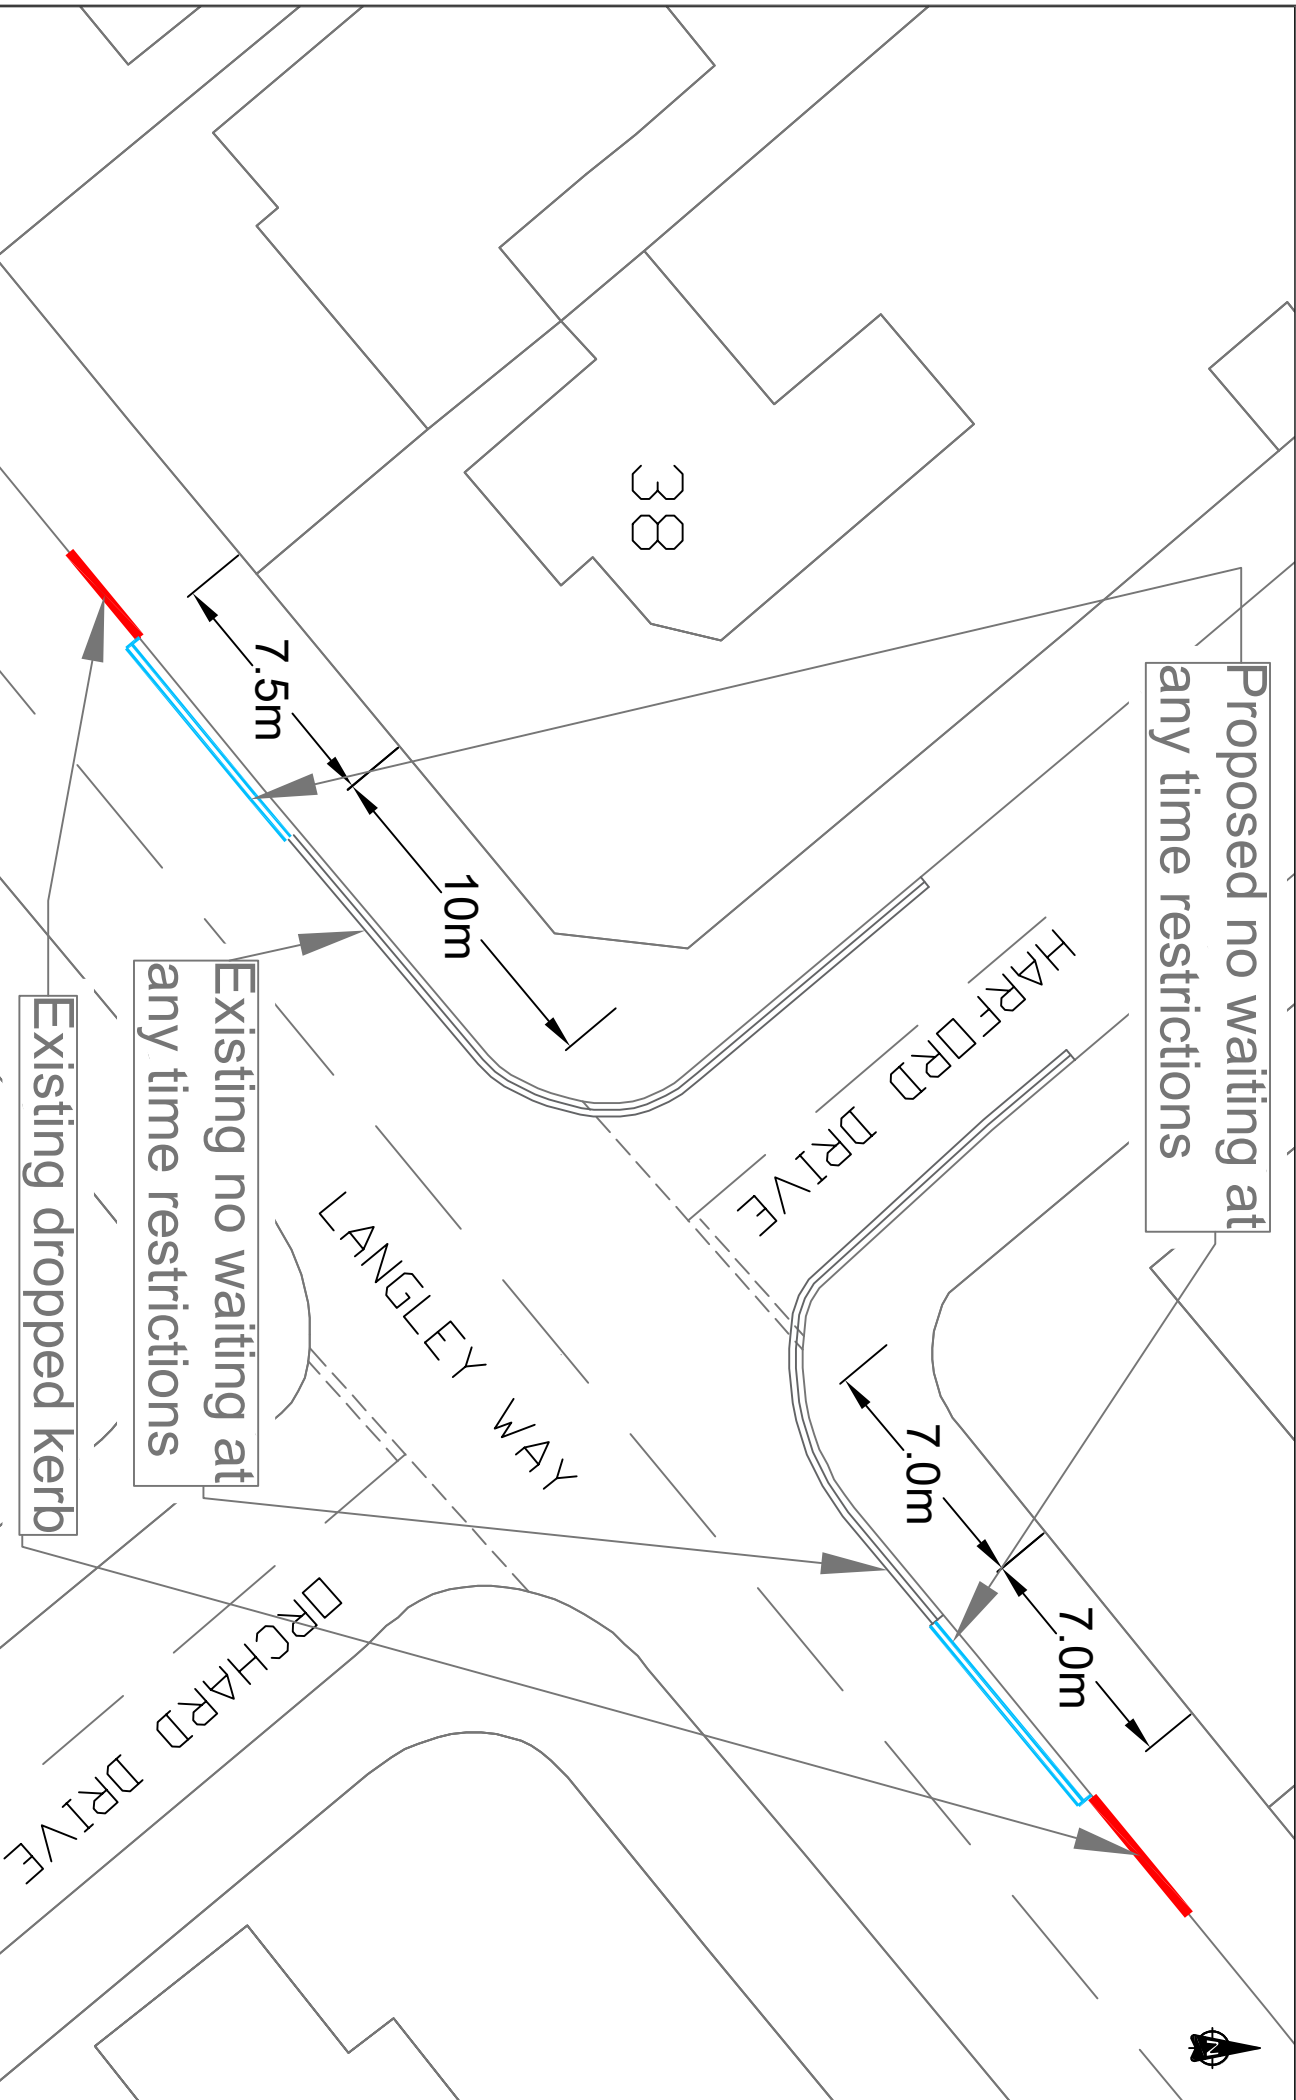 Proposed no waiting at
any time restrictions
38
HARFORD DRIVE
7.0m
7.0m
7.5m
10m
LANGLEY WAY
Existing no waiting at
any time restrictions
Existing dropped kerb
ORCHARD DRIVE
N